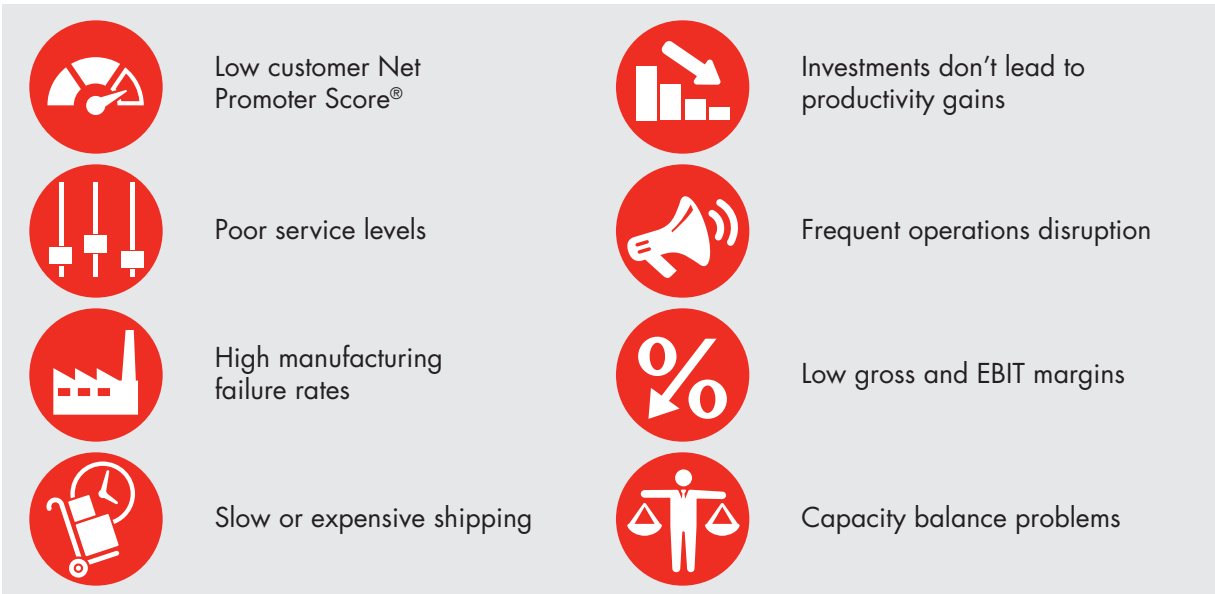 Low customer Net
Promoter Score®
Poor service levels
High manufacturing
failure rates
Slow or expensive shipping
Investments don’t lead to
productivity gains
Frequent operations disruption
Low gross and EBIT margins
Capacity balance problems